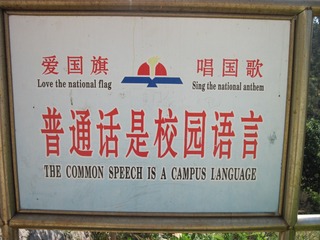 爱国旗 唱国歌
Love the national flag Sing the national anthem
普通话是校园语言
THE COMMON SPEECH IS A CAMPUS LANGUAGE